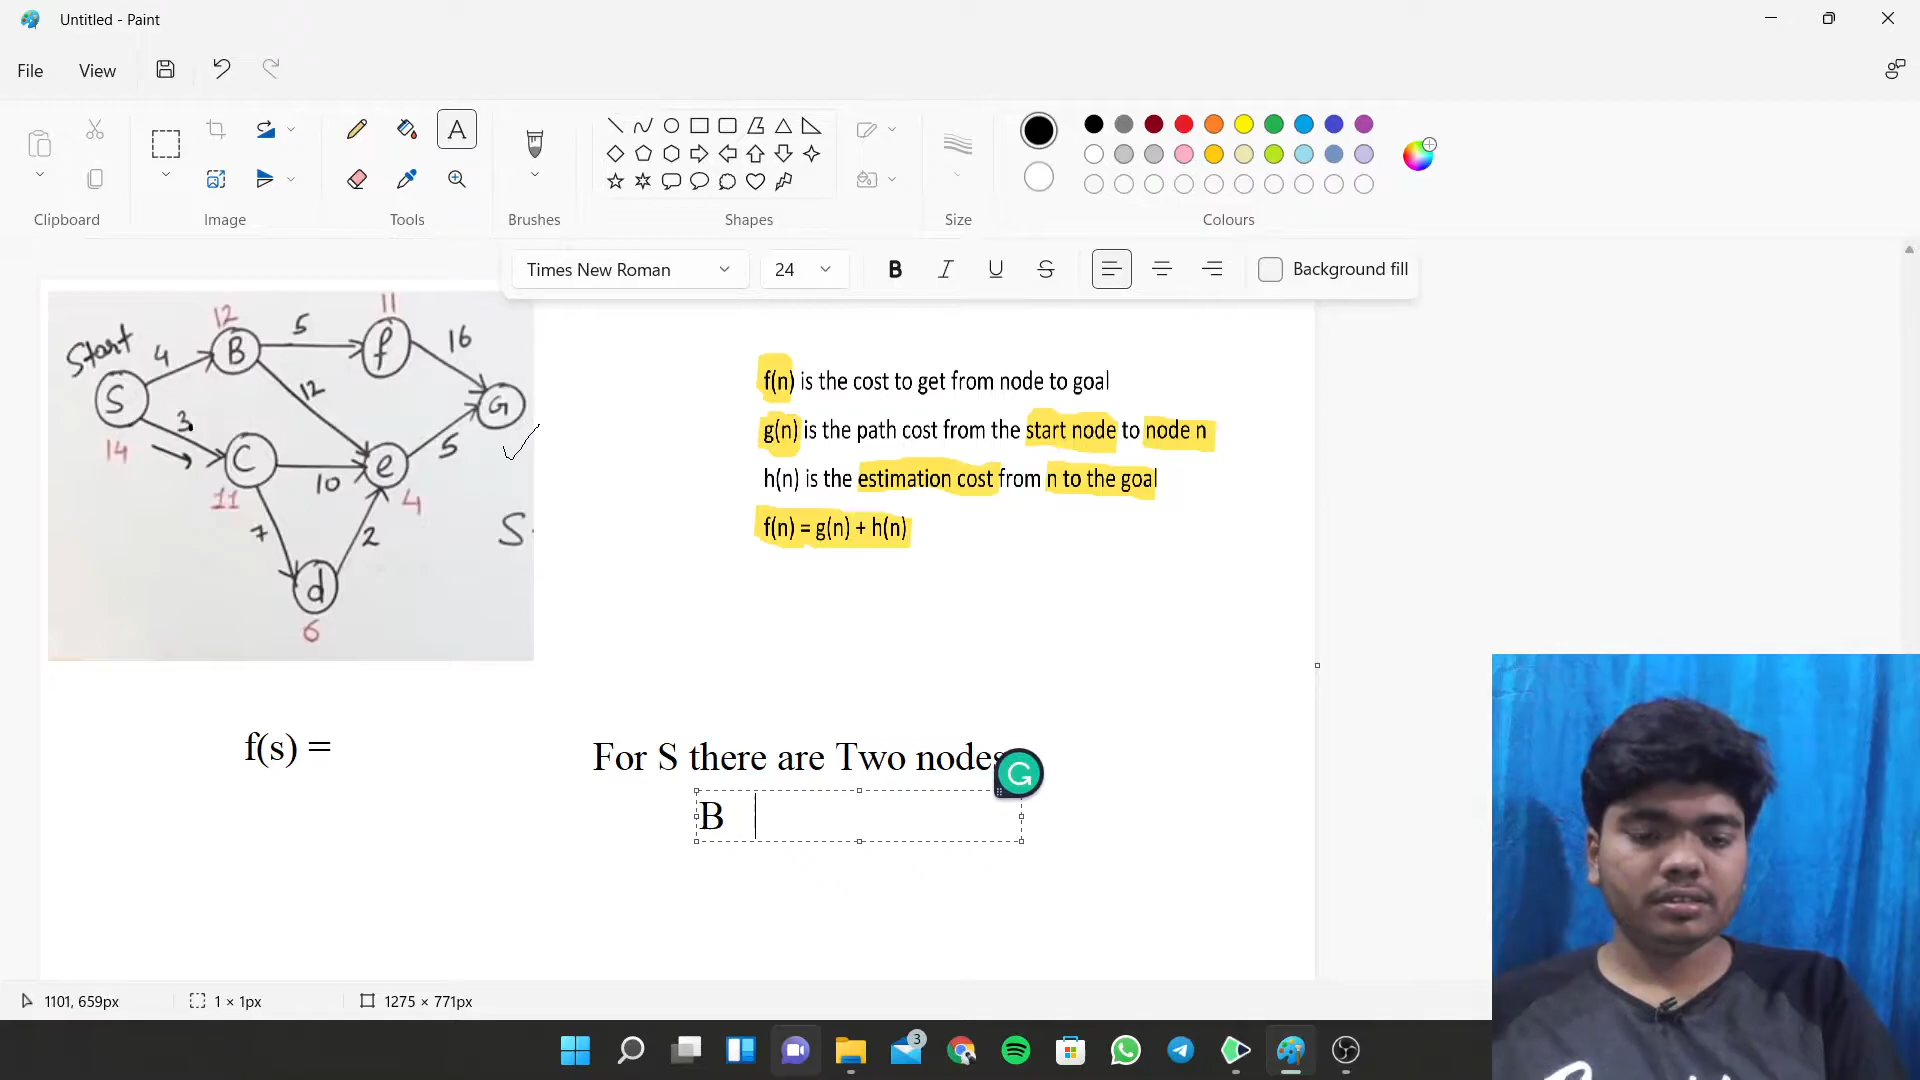 Untitled - Paint
File
View
Clipboard
Image
Tools
Brushes
Shapes
Size
Colours
Times New Roman
24
B
I
U
S
Background fill
Start
4
12
B
5
11
f
16
S
3
12
G
14
C
11
10
e
4
5
7
2
d
6
S
f(n) is the cost to get from node to goal
g(n) is the path cost from the start node to node n
h(n) is the estimation cost from n to the goal
f(n) = g(n) + h(n)
f(s) =
For S there are Two nodes
B
1101, 659px
1 × 1px
1275 × 771px
3